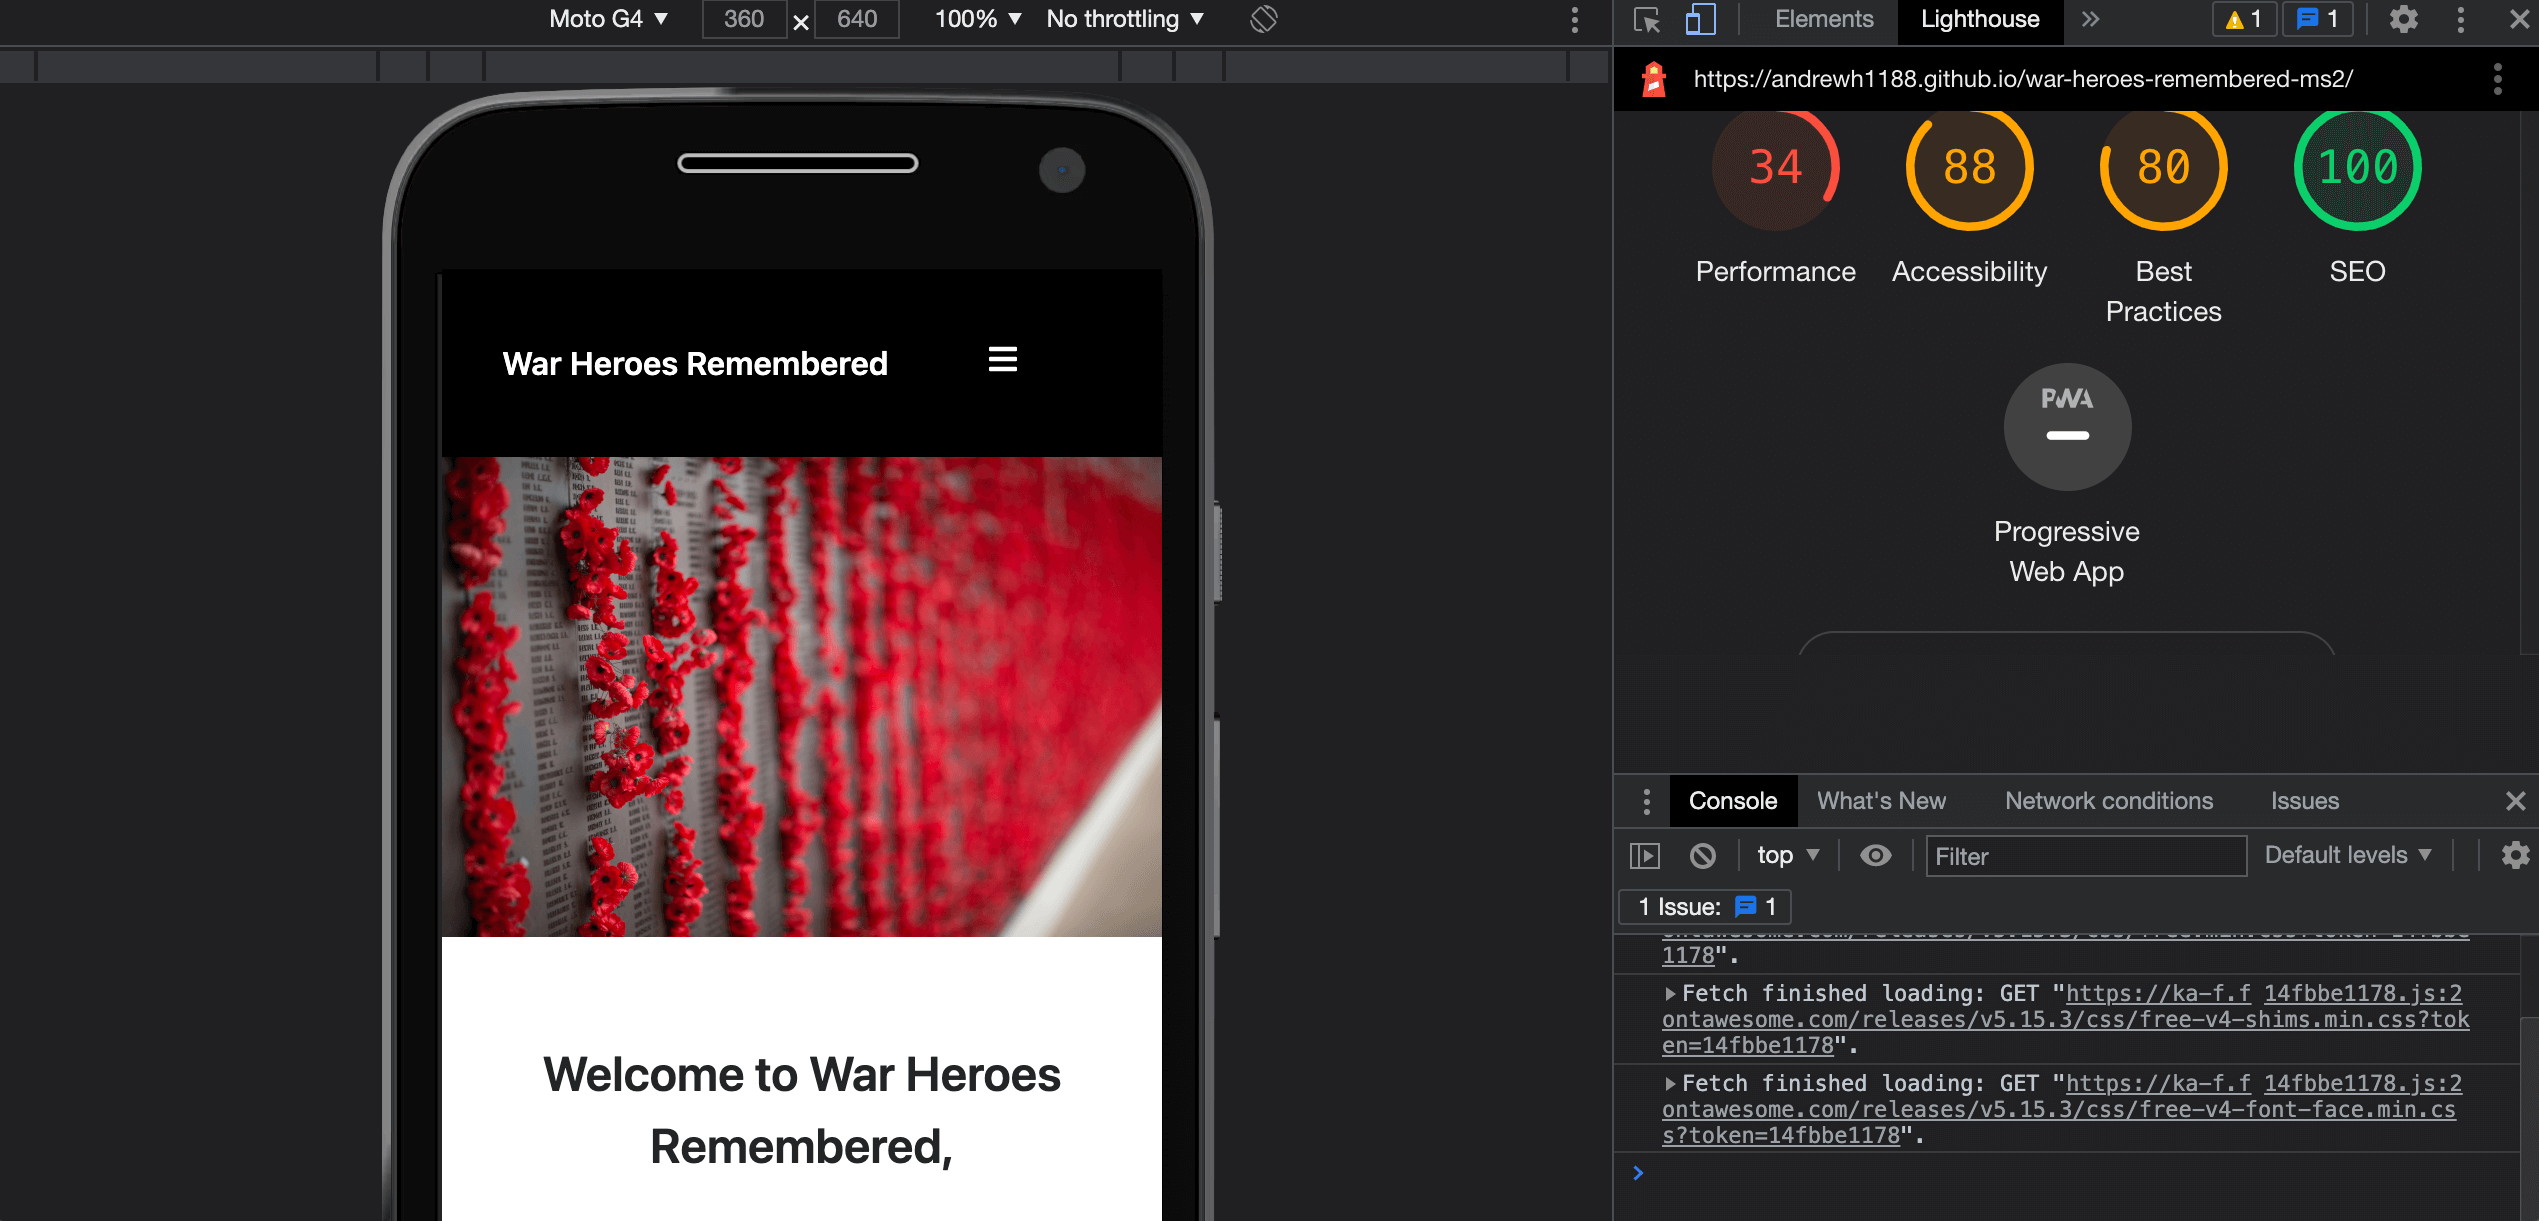 Moto G4 ▼ 360 × 640 100% ▼ No throttling ▼
Elements Lighthouse » 1 1
https://andrewh1188.github.io/war-heroes-remembered-ms2/
34 88 80 100
Performance Accessibility Best Practices SEO
PWA
Progressive
Web App
War Heroes Remembered
Welcome to War Heroes
Remembered,
Console What's New Network conditions Issues
top ▼ Filter Default levels ▼
1 Issue: 1
1178".
Fetch finished loading: GET "https://ka-f.f 14fbbe1178.js:2
ontawesome.com/releases/v5.15.3/css/free-v4-shims.min.css?tok
en=14fbbe1178".
Fetch finished loading: GET "https://ka-f.f 14fbbe1178.js:2
ontawesome.com/releases/v5.15.3/css/free-v4-font-face.min.cs
s?token=14fbbe1178".